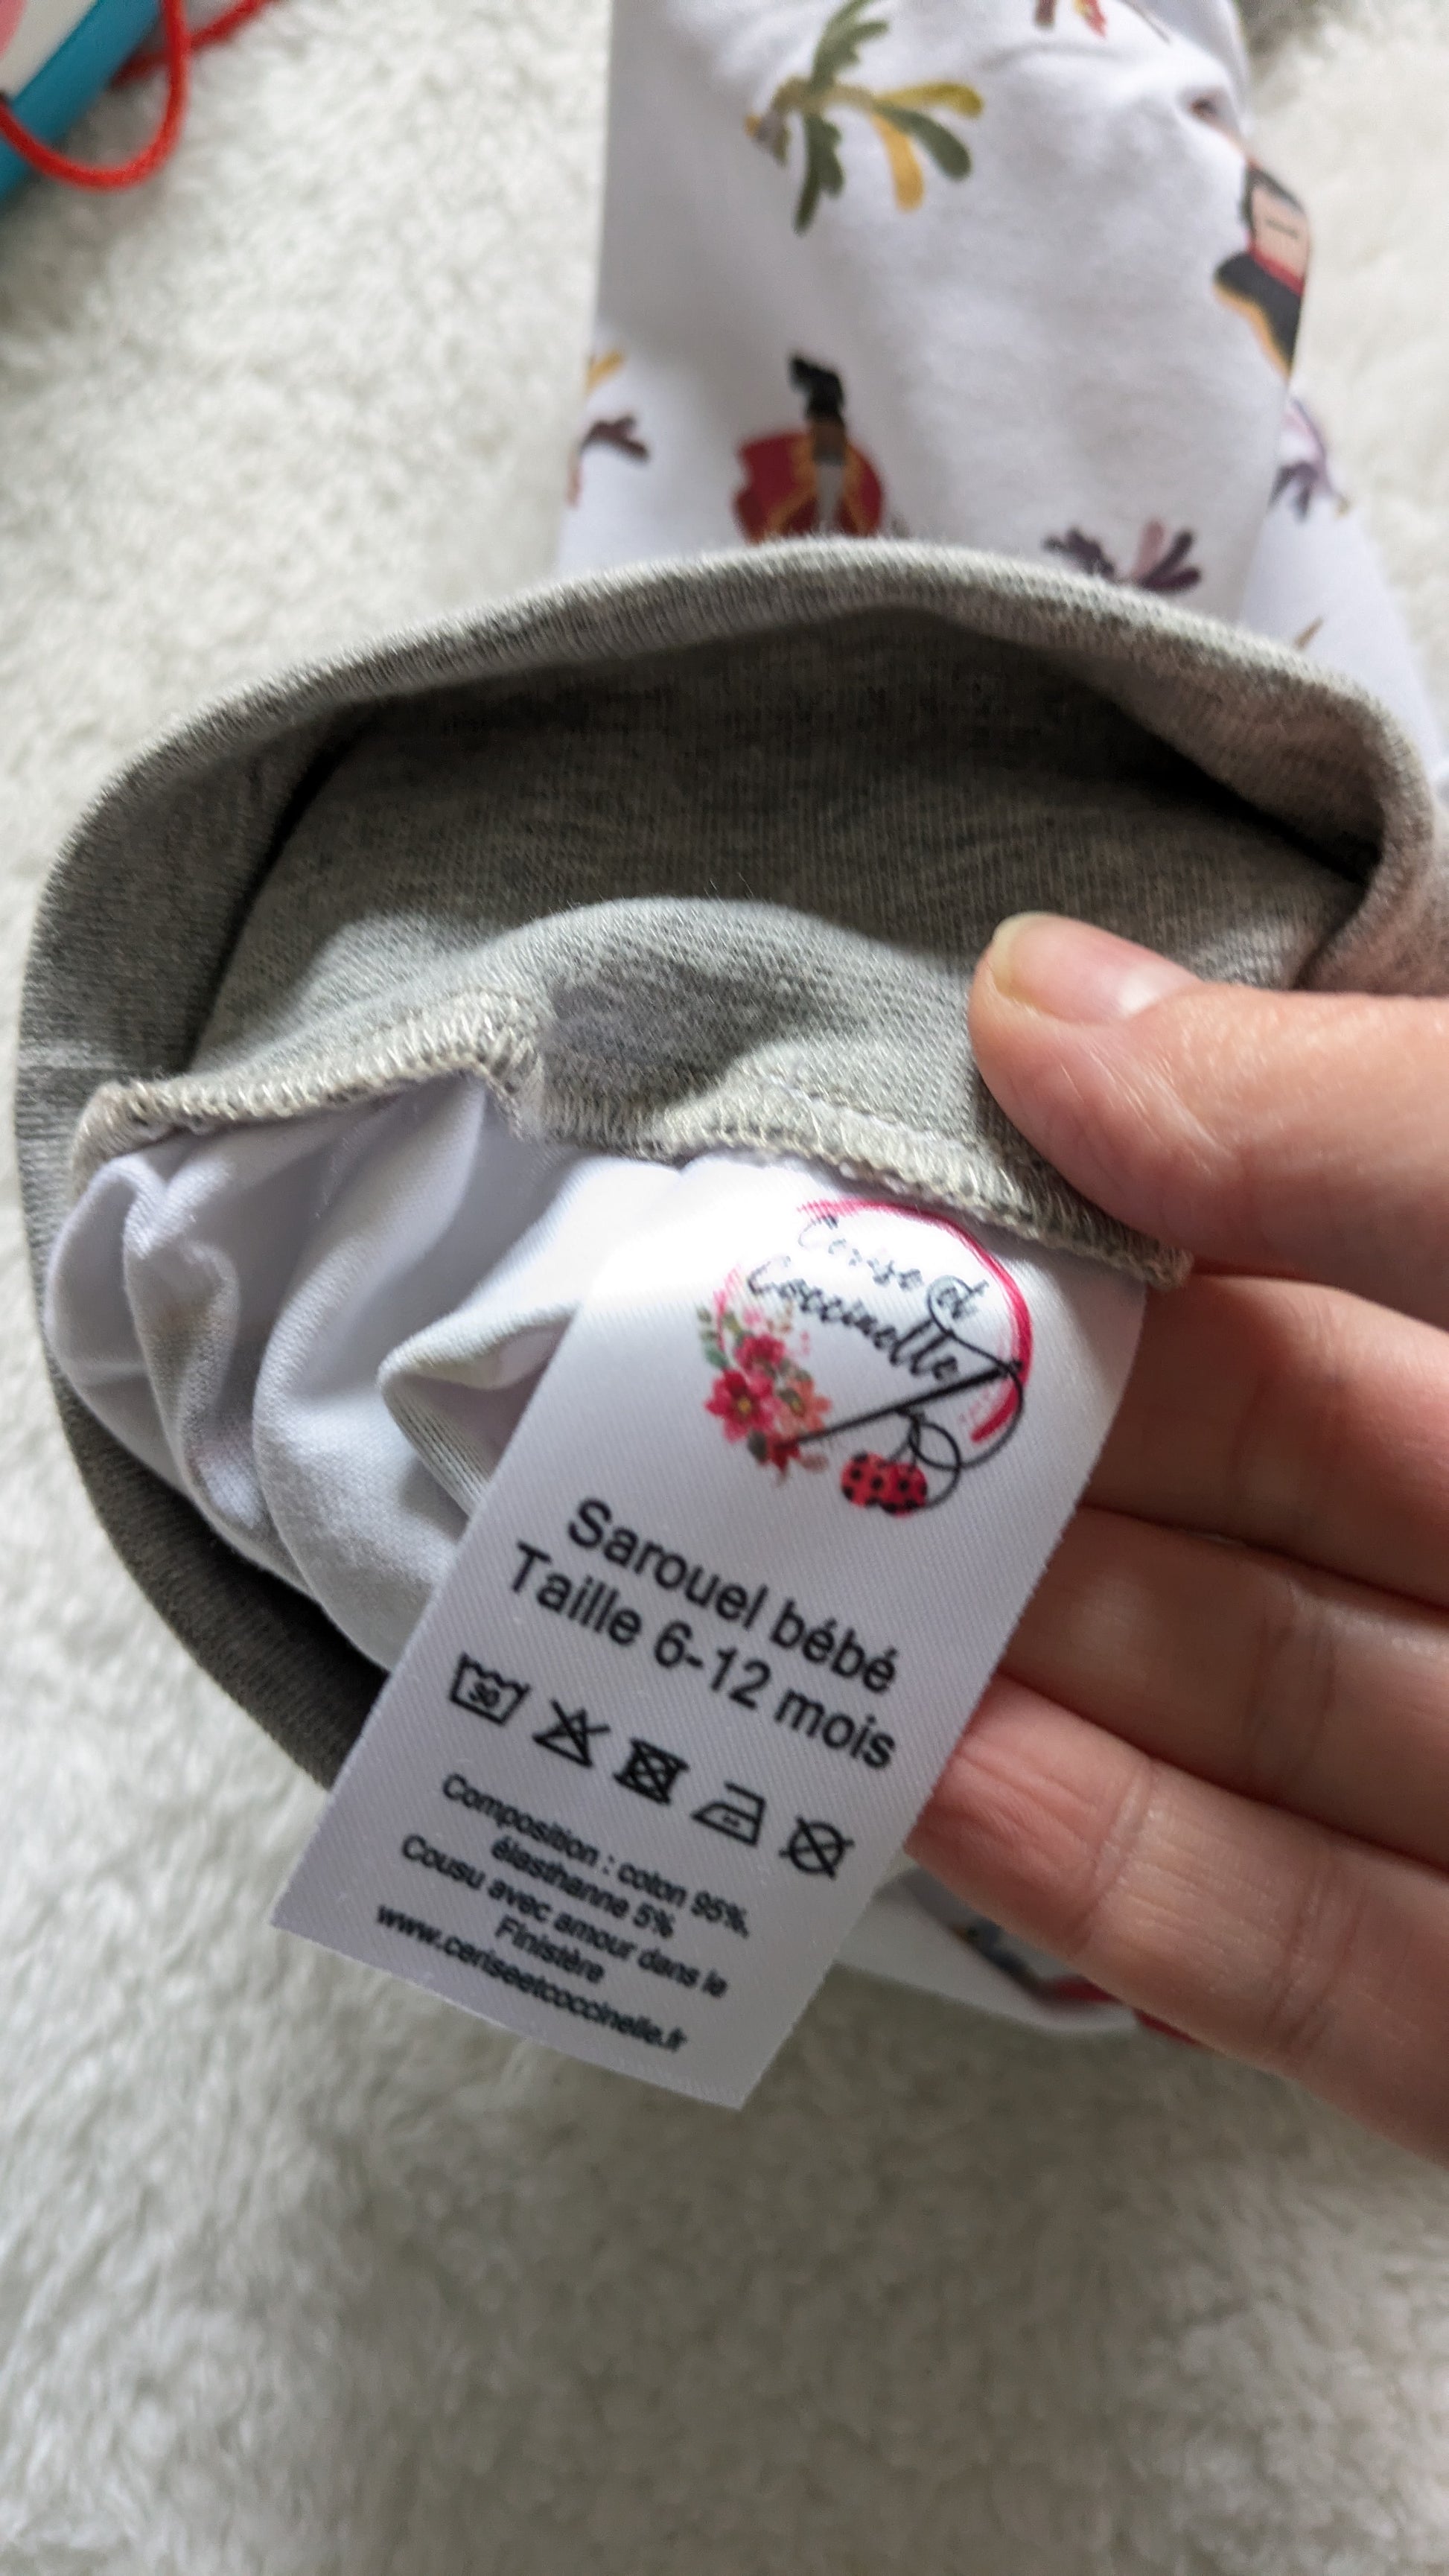 Cerise et
Coccinelle
Sarouel bébé
Taille 6-12 mois
30
Composition : coton 95%,
élasthanne 5%
Cousu avec amour dans le
Finistère
www.ceriseetcoccinelle.fr